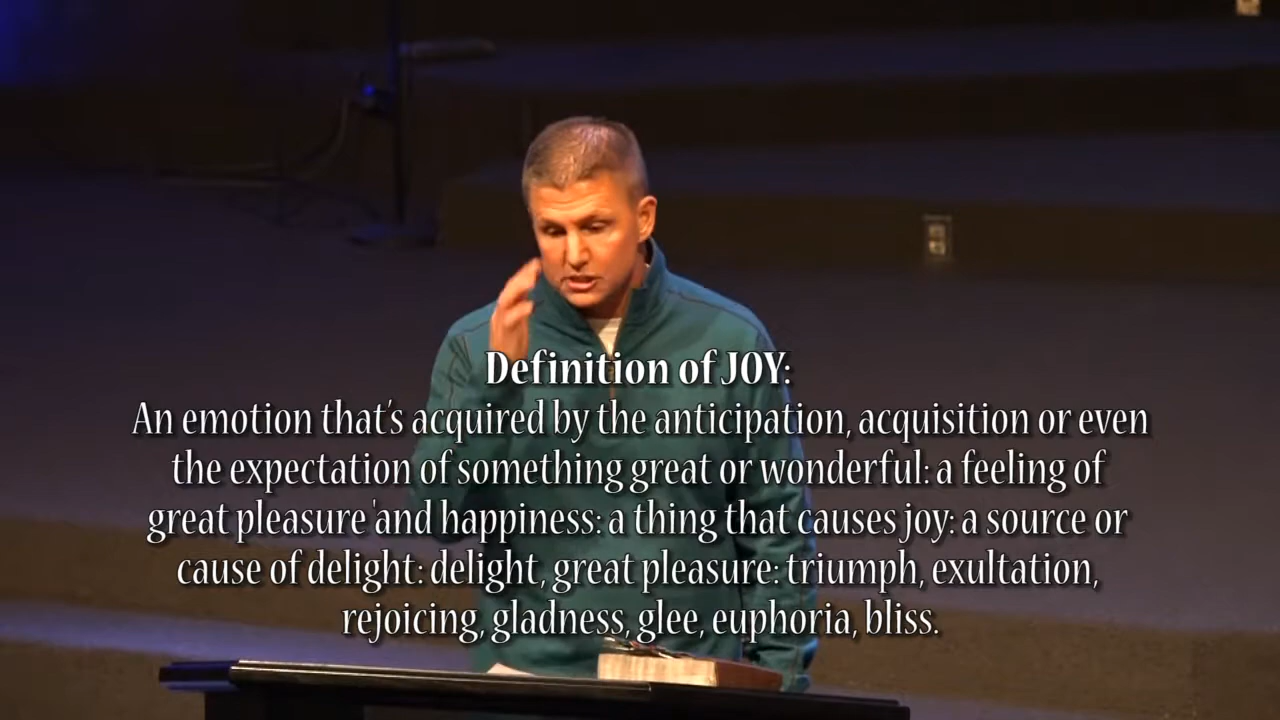 Definition of JOY:
An emotion that's acquired by the anticipation, acquisition or even
the expectation of something great or wonderful: a feeling of
great pleasure 'and happiness: a thing that causes joy: a source or
cause of delight: delight, great pleasure: triumph, exultation,
rejoicing, gladness, glee, euphoria, bliss.